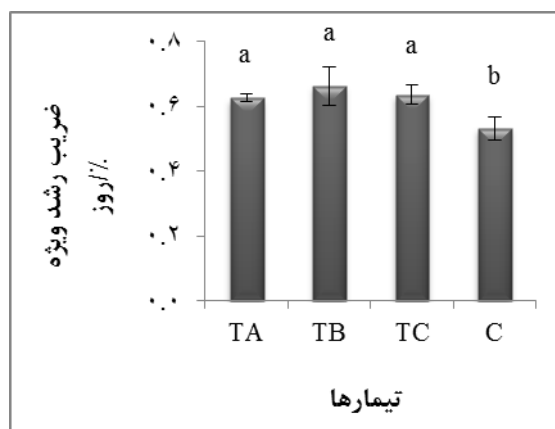 ۰.۸
۰.۶
۰.۴
۰.۲
۰.۰
ضریب رشد ویژه
%/روز
a
a
a
b
TA TB TC C
تیمارها